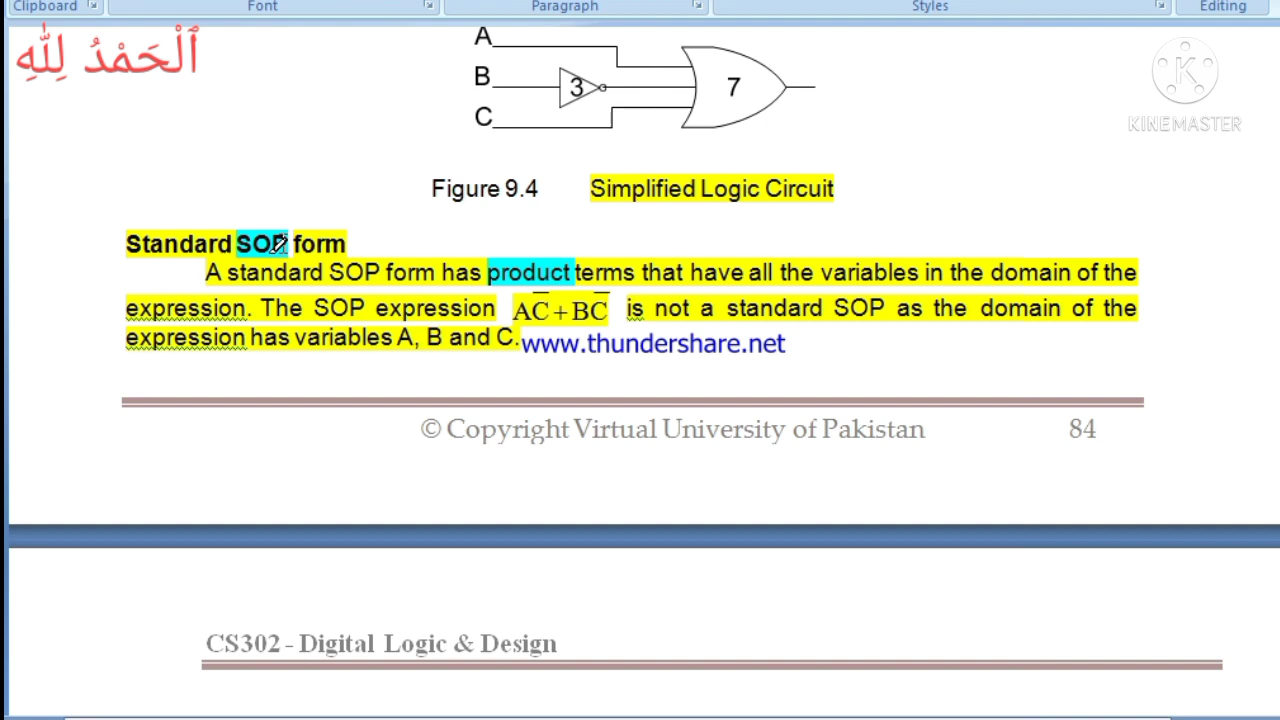 Clipboard
Font
Paragraph
Styles
Editing
ٱلْحَمْدُ لِلّٰهِ
A
B
3
7
C
K
KINEMASTER
Figure 9.4 Simplified Logic Circuit
Standard SOP form
A standard SOP form has product terms that have all the variables in the domain of the
expression. The SOP expression AC̅ + BC̅ is not a standard SOP as the domain of the
expression has variables A, B and C. www.thundershare.net
© Copyright Virtual University of Pakistan 84
CS302 - Digital Logic & Design